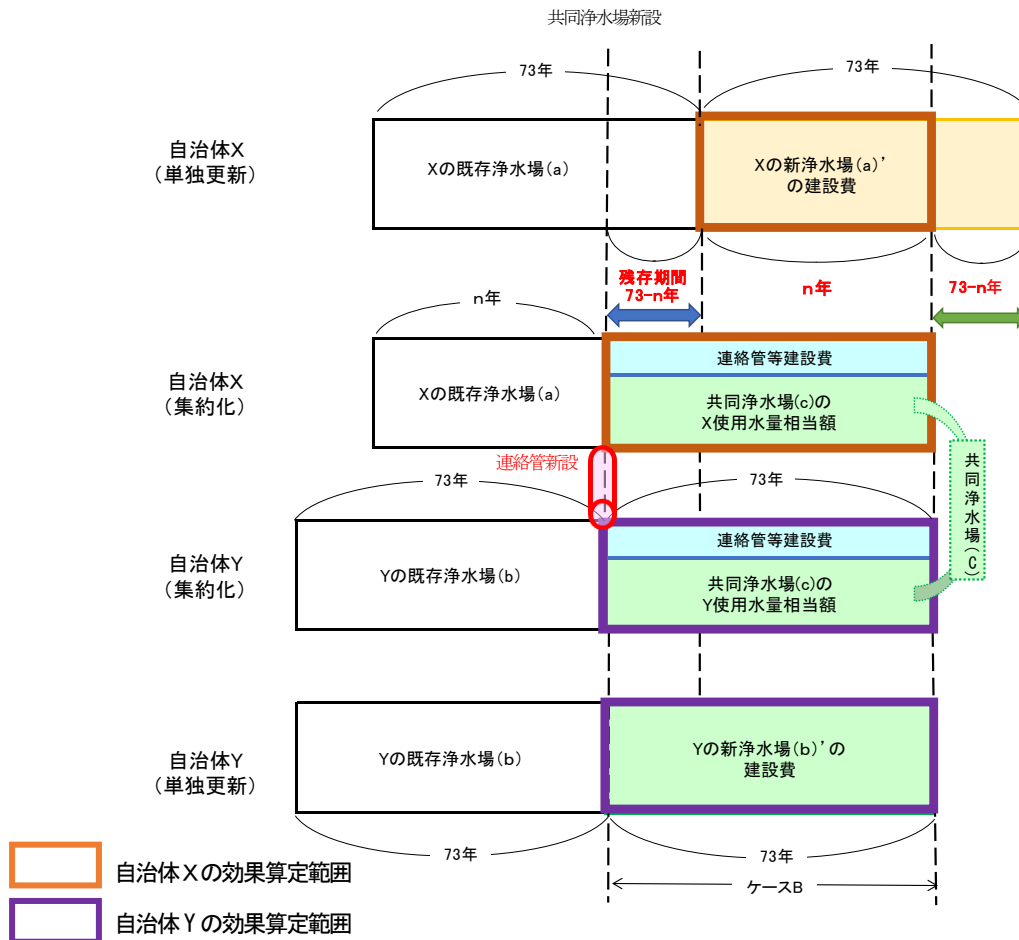 共同浄水場新設
73年
73年
自治体X
(単独更新)
Xの既存浄水場(a)
Xの新浄水場(a)’
の建設費
残存期間
73-n年
n年
73-n年
n年
自治体X
(集約化)
Xの既存浄水場(a)
連絡管等建設費
共同浄水場(c)の
X使用水量相当額
連絡管新設
共同浄水場(C)
73年
73年
自治体Y
(集約化)
Yの既存浄水場(b)
連絡管等建設費
共同浄水場(c)の
Y使用水量相当額
自治体Y
(単独更新)
Yの既存浄水場(b)
Yの新浄水場(b)’の
建設費
73年
73年
ケースB
自治体Xの効果算定範囲
自治体Yの効果算定範囲